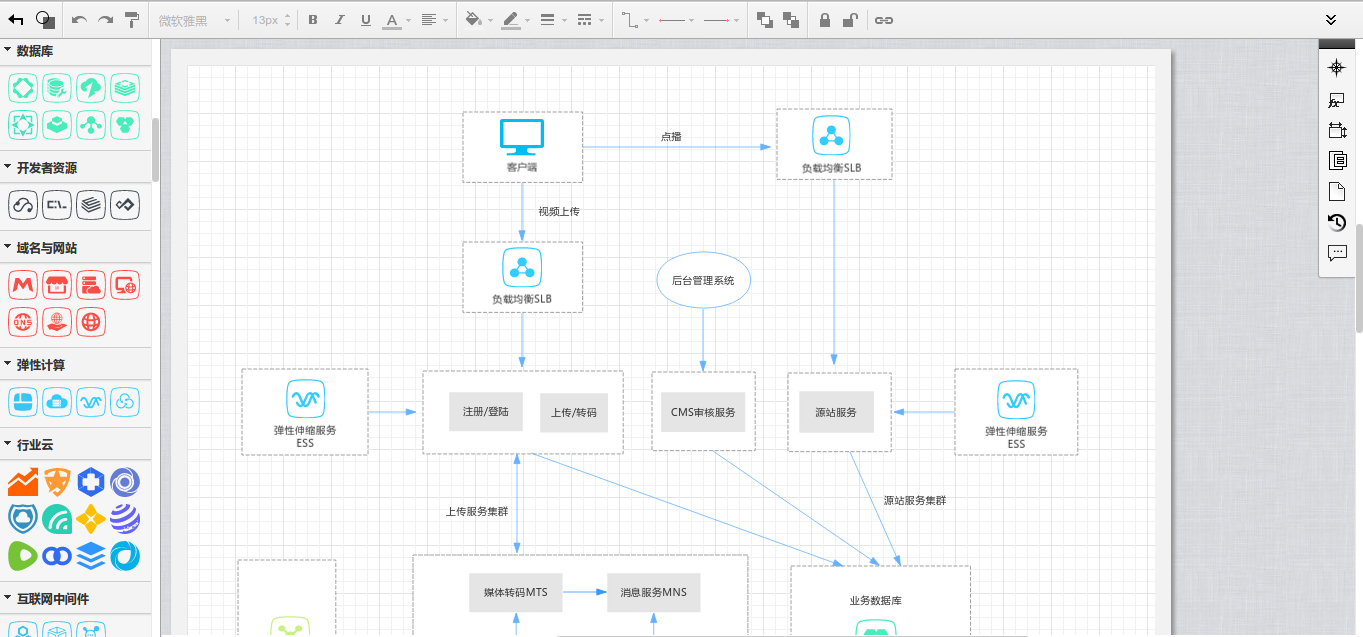 微软雅黑
13px
B
I
U
A
数据库
开发者资源
C:\..
域名与网站
DNS
弹性计算
行业云
互联网中间件
客户端
点播
负载均衡SLB
视频上传
负载均衡SLB
后台管理系统
弹性伸缩服务
ESS
注册/登陆
上传/转码
CMS审核服务
源站服务
弹性伸缩服务
ESS
上传服务集群
源站服务集群
媒体转码MTS
消息服务MNS
业务数据库